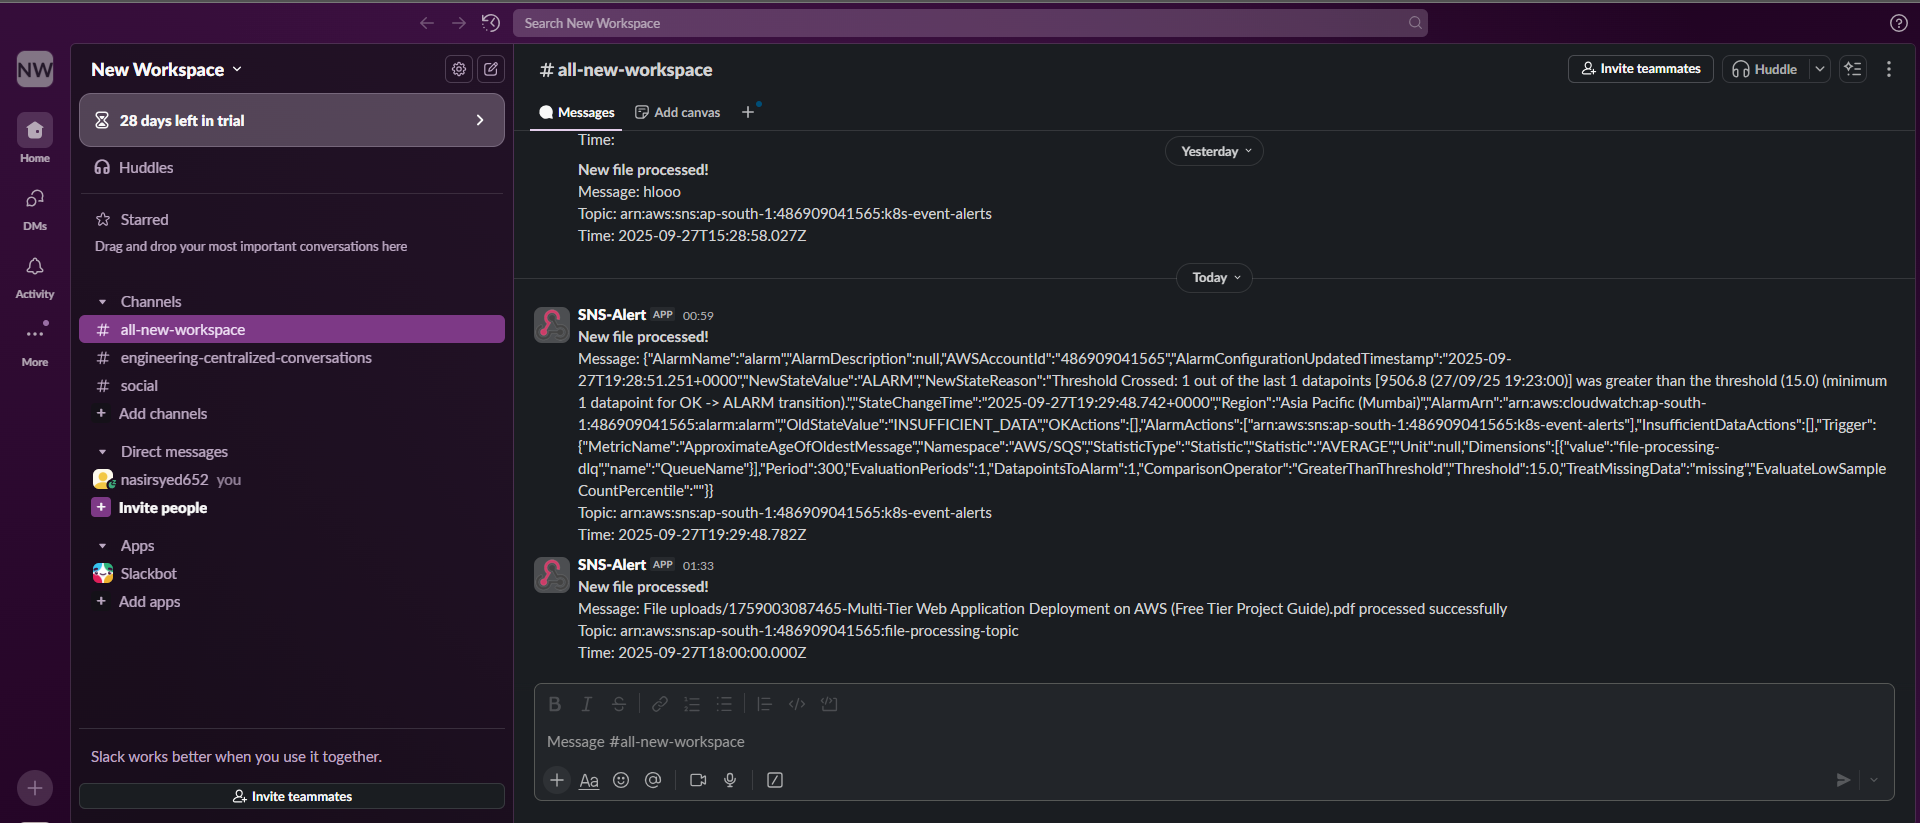 Search New Workspace
NW
New Workspace
28 days left in trial
Home
Huddles
DMs
Starred
Drag and drop your most important conversations here
Activity
Channels
# all-new-workspace
More
# engineering-centralized-conversations
# social
+ Add channels
Direct messages
nasirsyed652 you
+ Invite people
Apps
Slackbot
+ Add apps
Slack works better when you use it together.
Invite teammates
# all-new-workspace
Invite teammates
Huddle
Messages
Add canvas
Time:
Yesterday
New file processed!
Message: hlooo
Topic: arn:aws:sns:ap-south-1:486909041565:k8s-event-alerts
Time: 2025-09-27T15:28:58.027Z
Today
SNS-Alert APP 00:59
New file processed!
Message: {"AlarmName":"alarm","AlarmDescription":null,"AWSAccountId":"486909041565","AlarmConfigurationUpdatedTimestamp":"2025-09-
27T19:28:51.251+0000","NewStateValue":"ALARM","NewStateReason":"Threshold Crossed: 1 out of the last 1 datapoints [9506.8 (27/09/25 19:23:00)] was greater than the threshold (15.0) (minimum
1 datapoint for OK -> ALARM transition).","StateChangeTime":"2025-09-27T19:29:48.742+0000","Region":"Asia Pacific (Mumbai)","AlarmArn":"arn:aws:cloudwatch:ap-south-
1:486909041565:alarm:alarm","OldStateValue":"INSUFFICIENT_DATA","OKActions":[],"AlarmActions":["arn:aws:sns:ap-south-1:486909041565:k8s-event-alerts"],"InsufficientDataActions":[],"Trigger":
{"MetricName":"ApproximateAgeOfOldestMessage","Namespace":"AWS/SQS","StatisticType":"Statistic","Statistic":"AVERAGE","Unit":null,"Dimensions":[{"value":"file-processing-
dlq","name":"QueueName"}],"Period":300,"EvaluationPeriods":1,"DatapointsToAlarm":1,"ComparisonOperator":"GreaterThanThreshold","Threshold":15.0,"TreatMissingData":"missing","EvaluateLowSample
CountPercentile":""}}
Topic: arn:aws:sns:ap-south-1:486909041565:k8s-event-alerts
Time: 2025-09-27T19:29:48.782Z
SNS-Alert APP 01:33
New file processed!
Message: File uploads/1759003087465-Multi-Tier Web Application Deployment on AWS (Free Tier Project Guide).pdf processed successfully
Topic: arn:aws:sns:ap-south-1:486909041565:file-processing-topic
Time: 2025-09-27T18:00:00.000Z
B I S
Message #all-new-workspace
Aa